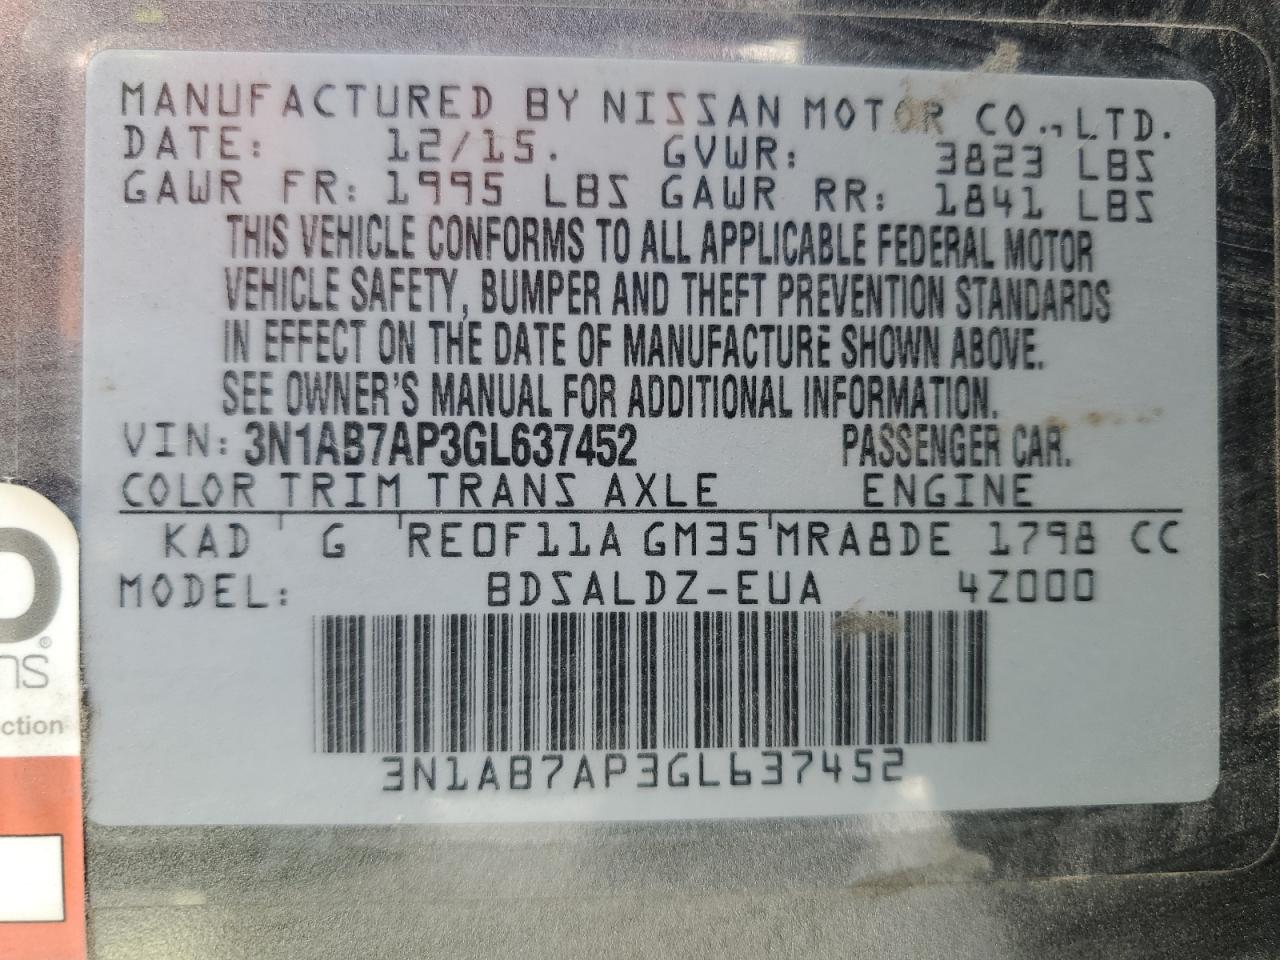 MANUFACTURED BY NISSAN MOTOR CO., LTD.
DATE: 12/15. GVWR: 3823 LBS
GAWR FR: 1995 LBS GAWR RR: 1841 LBS
THIS VEHICLE CONFORMS TO ALL APPLICABLE FEDERAL MOTOR
VEHICLE SAFETY, BUMPER AND THEFT PREVENTION STANDARDS
IN EFFECT ON THE DATE OF MANUFACTURE SHOWN ABOVE.
SEE OWNER'S MANUAL FOR ADDITIONAL INFORMATION.
VIN: 3N1AB7AP3GL637452 PASSENGER CAR.
COLOR TRIM TRANS AXLE ENGINE
KAD G RE0F11A GM35 MRA8DE 1798 CC
MODEL: BDSALDZ-EUA 4Z000
3N1AB7AP3GL637452
ns®
ction